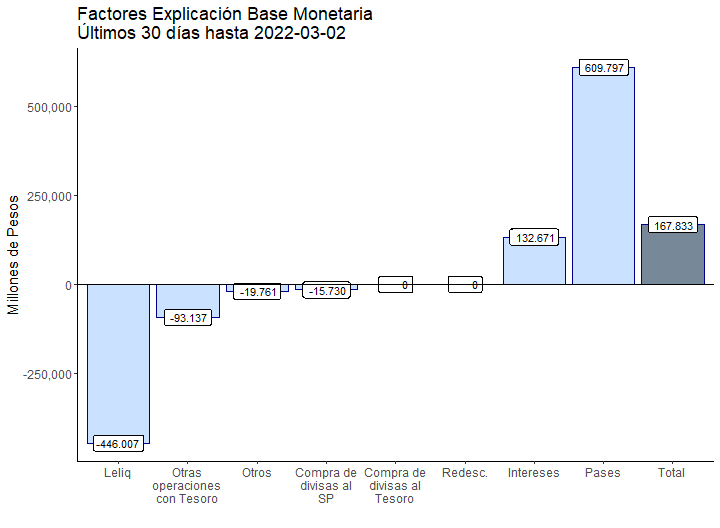 Factores Explicación Base Monetaria
Últimos 30 días hasta 2022-03-02
Millones de Pesos
500,000
250,000
0
-250,000
-446.007
-93.137
-19.761
-15.730
0
0
132.671
609.797
167.833
Leliq
Otras
operaciones
con Tesoro
Otros
Compra de
divisas al
SP
Compra de
divisas al
Tesoro
Redesc.
Intereses
Pases
Total